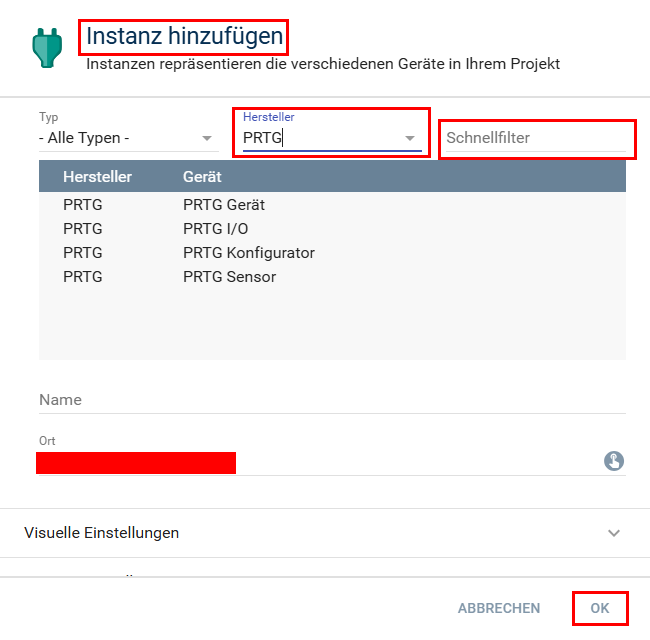 Instanz hinzufügen
Instanzen repräsentieren die verschiedenen Geräte in Ihrem Projekt
Typ
- Alle Typen -
Hersteller
PRTG
Schnellfilter
Hersteller Gerät
PRTG PRTG Gerät
PRTG PRTG I/O
PRTG PRTG Konfigurator
PRTG PRTG Sensor
Name
Ort
Visuelle Einstellungen
ABBRECHEN OK